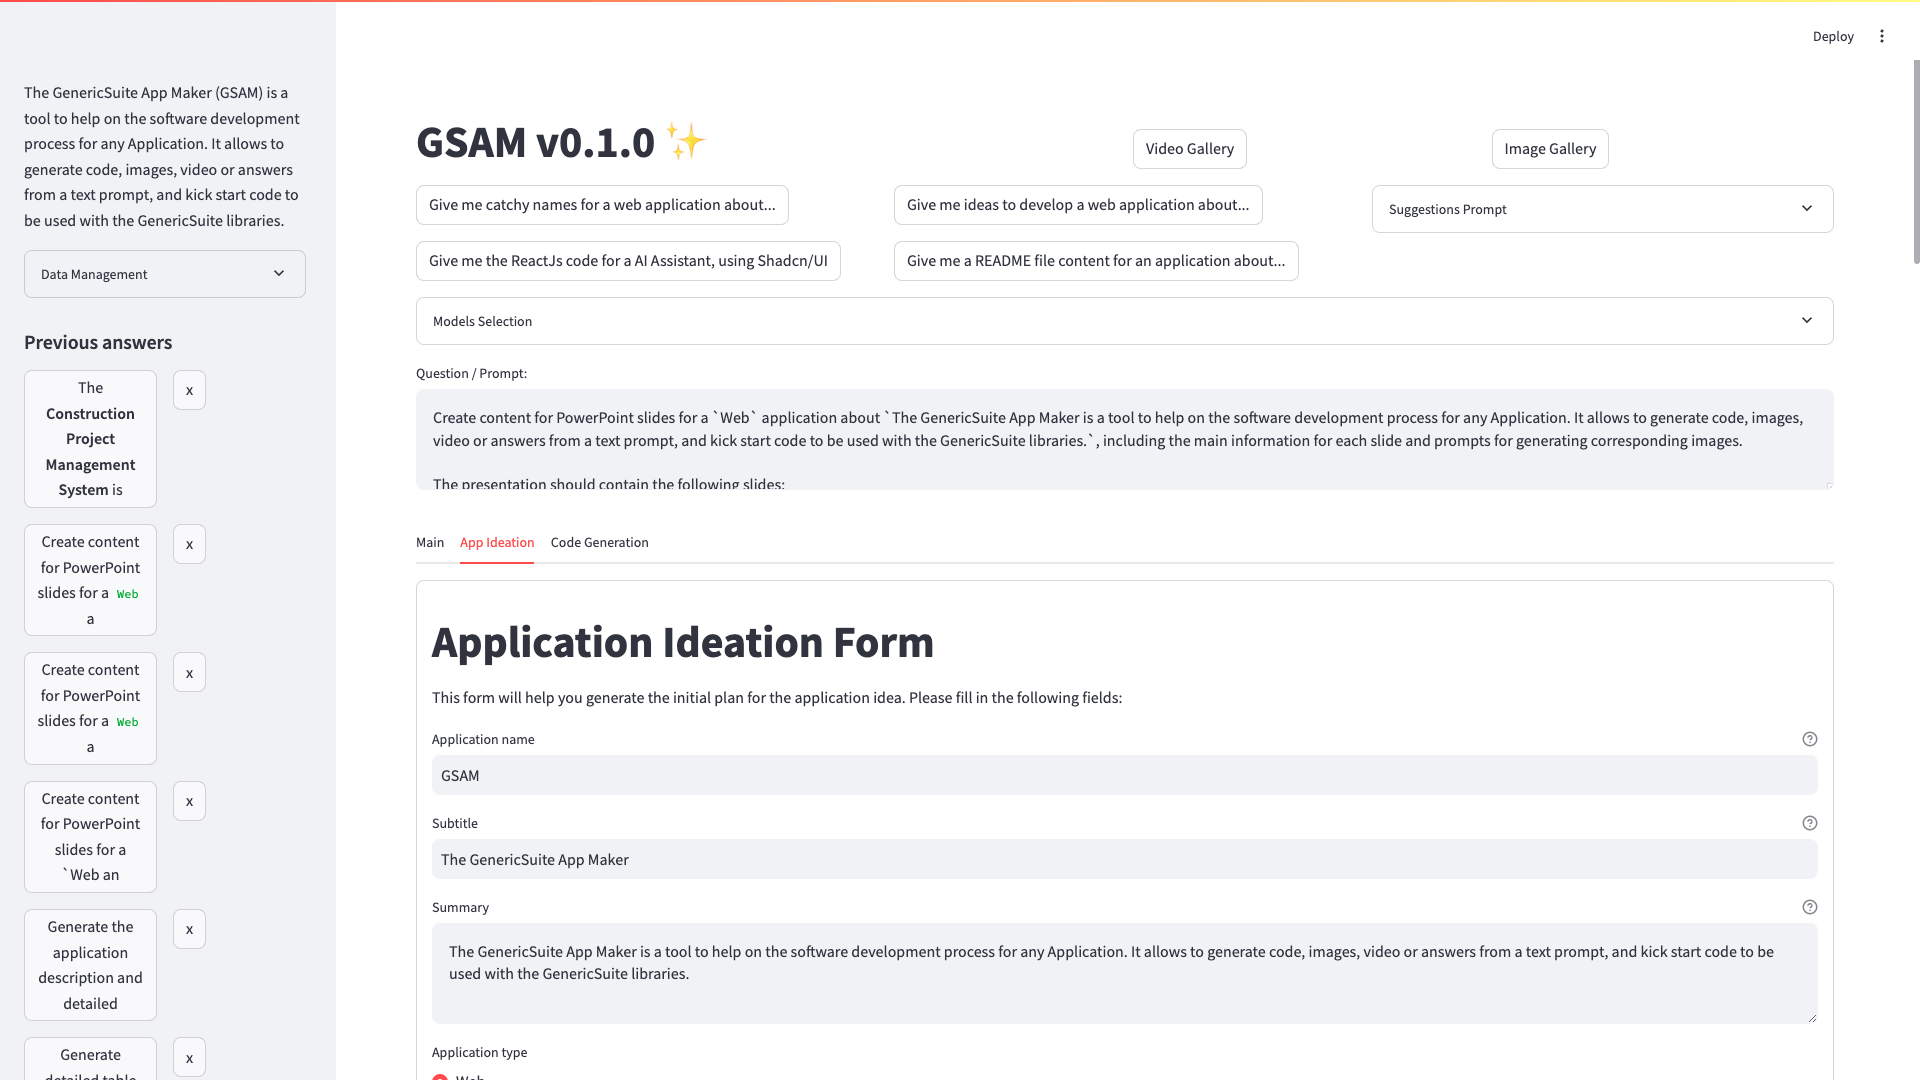 Deploy
The GenericSuite App Maker (GSAM) is a
tool to help on the software development
process for any Application. It allows to
generate code, images, video or answers
from a text prompt, and kick start code to
be used with the GenericSuite libraries.
Data Management
Previous answers
The
Construction
Project
Management
System is
x
Create content
for PowerPoint
slides for a Web
a
x
Create content
for PowerPoint
slides for a Web
a
x
Create content
for PowerPoint
slides for a
`Web an
x
Generate the
application
description and
detailed
x
Generate
detailed table
x
GSAM v0.1.0 ✨
Video Gallery
Image Gallery
Give me catchy names for a web application about...
Give me ideas to develop a web application about...
Suggestions Prompt
Give me the ReactJs code for a AI Assistant, using Shadcn/UI
Give me a README file content for an application about...
Models Selection
Question / Prompt:
Create content for PowerPoint slides for a `Web` application about `The GenericSuite App Maker is a tool to help on the software development process for any Application. It allows to generate code, images,
video or answers from a text prompt, and kick start code to be used with the GenericSuite libraries.`, including the main information for each slide and prompts for generating corresponding images.
The presentation should contain the following slides:
Main
App Ideation
Code Generation
Application Ideation Form
This form will help you generate the initial plan for the application idea. Please fill in the following fields:
Application name
GSAM
Subtitle
The GenericSuite App Maker
Summary
The GenericSuite App Maker is a tool to help on the software development process for any Application. It allows to generate code, images, video or answers from a text prompt, and kick start code to be
used with the GenericSuite libraries.
Application type
Web